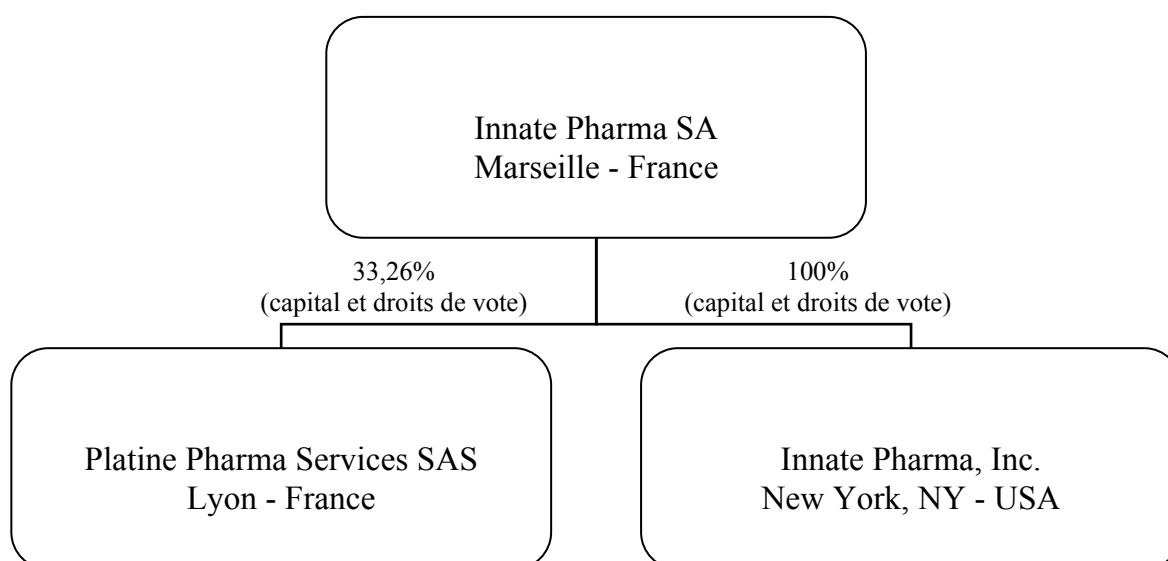 Innate Pharma SA
Marseille - France
33,26%
(capital et droits de vote)
100%
(capital et droits de vote)
Platine Pharma Services SAS
Lyon - France
Innate Pharma, Inc.
New York, NY - USA